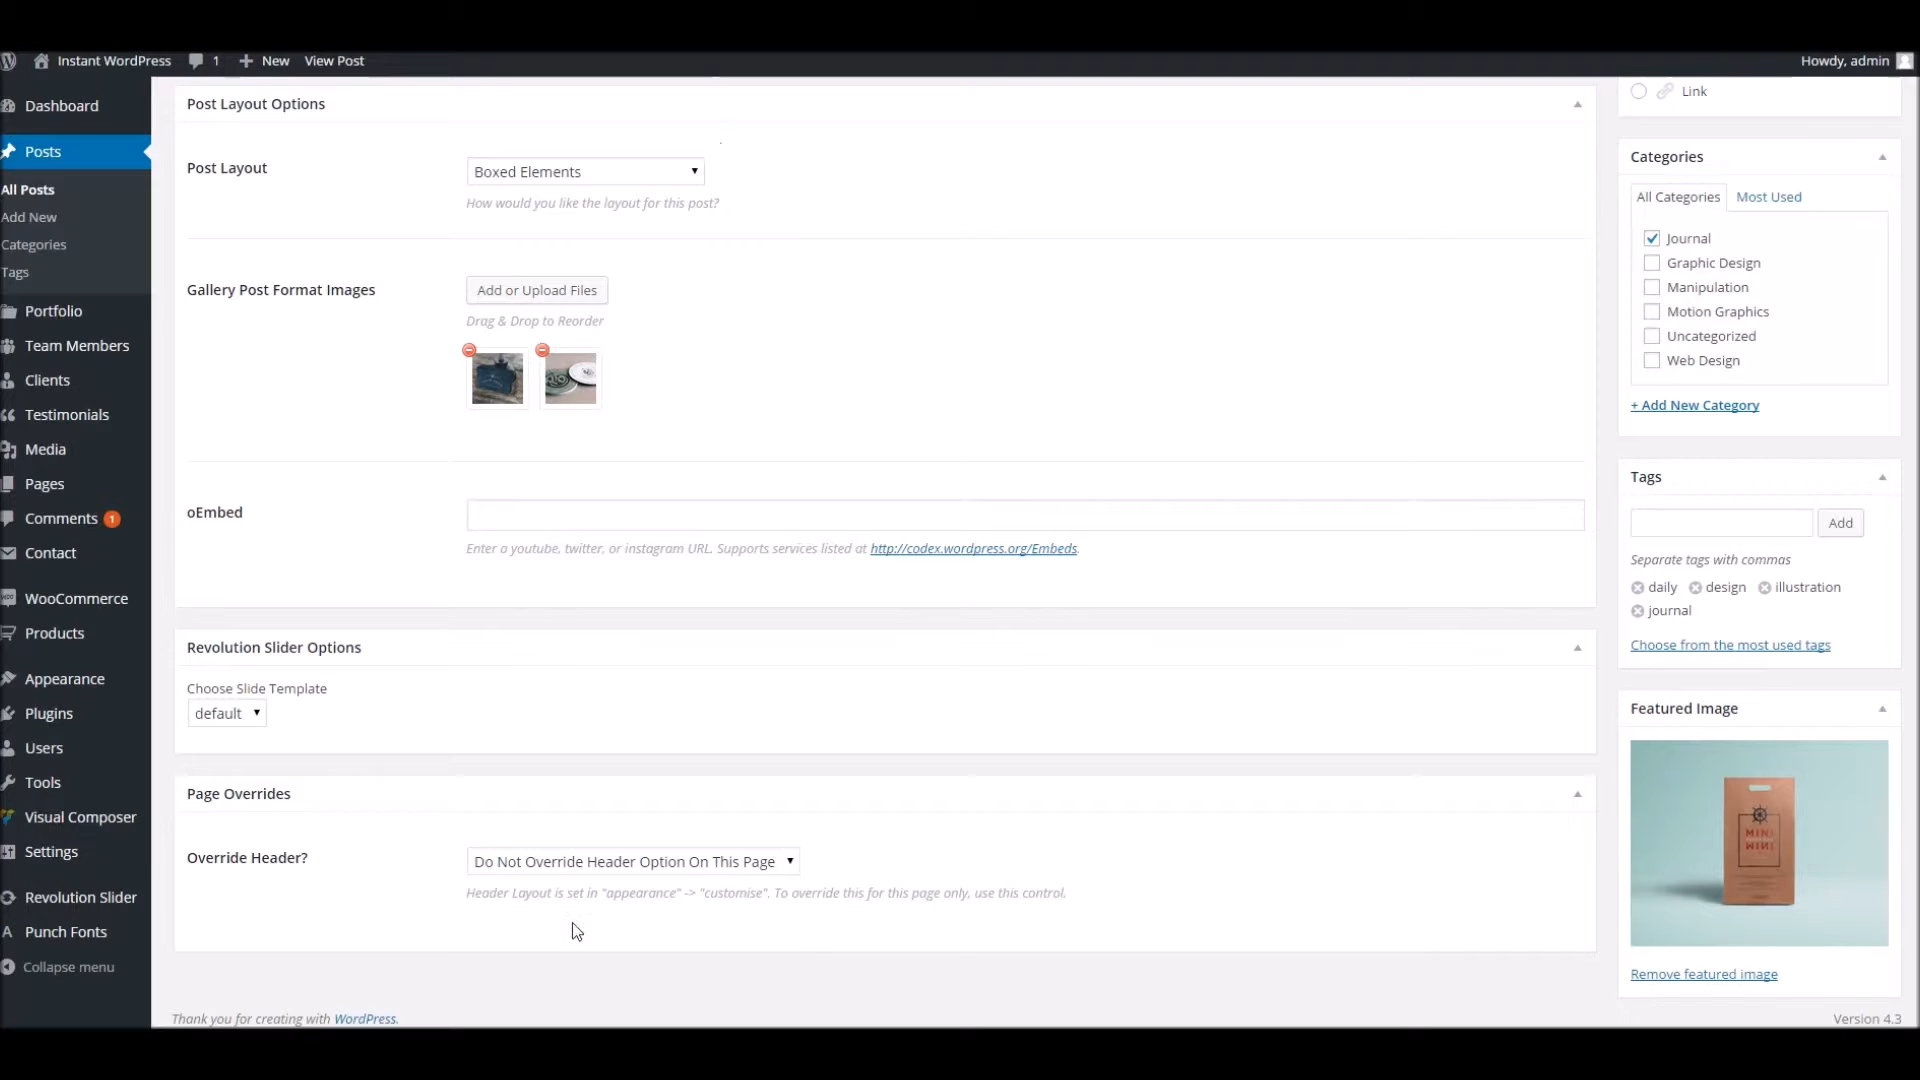 Instant WordPress 1 New View Post Howdy, admin
Dashboard
Posts
All Posts
Add New
Categories
Tags
Portfolio
Team Members
Clients
Testimonials
Media
Pages
Comments 1
Contact
WooCommerce
Products
Appearance
Plugins
Users
Tools
Visual Composer
Settings
Revolution Slider
Punch Fonts
Collapse menu
Post Layout Options
Post Layout
Boxed Elements
How would you like the layout for this post?
Gallery Post Format Images
Add or Upload Files
Drag & Drop to Reorder
oEmbed
Enter a youtube, twitter, or instagram URL. Supports services listed at http://codex.wordpress.org/Embeds.
Revolution Slider Options
Choose Slide Template
default
Page Overrides
Override Header?
Do Not Override Header Option On This Page
Header Layout is set in "appearance" -> "customise". To override this for this page only, use this control.
Thank you for creating with WordPress.
Link
Categories
All Categories Most Used
Journal
Graphic Design
Manipulation
Motion Graphics
Uncategorized
Web Design
+ Add New Category
Tags
Add
Separate tags with commas
daily design illustration
journal
Choose from the most used tags
Featured Image
MINI
Remove featured image
Version 4.3